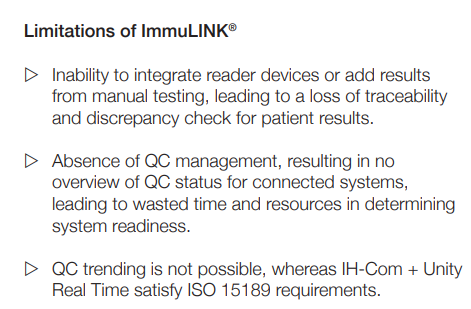 Limitations of ImmuLINK®
▷ Inability to integrate reader devices or add results
from manual testing, leading to a loss of traceability
and discrepancy check for patient results.
▷ Absence of QC management, resulting in no
overview of QC status for connected systems,
leading to wasted time and resources in determining
system readiness.
▷ QC trending is not possible, whereas IH-Com + Unity
Real Time satisfy ISO 15189 requirements.